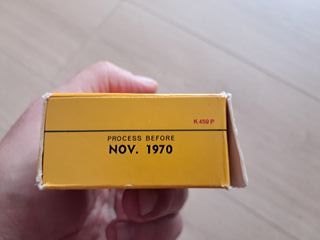 K 459 P
PROCESS BEFORE
NOV. 1970